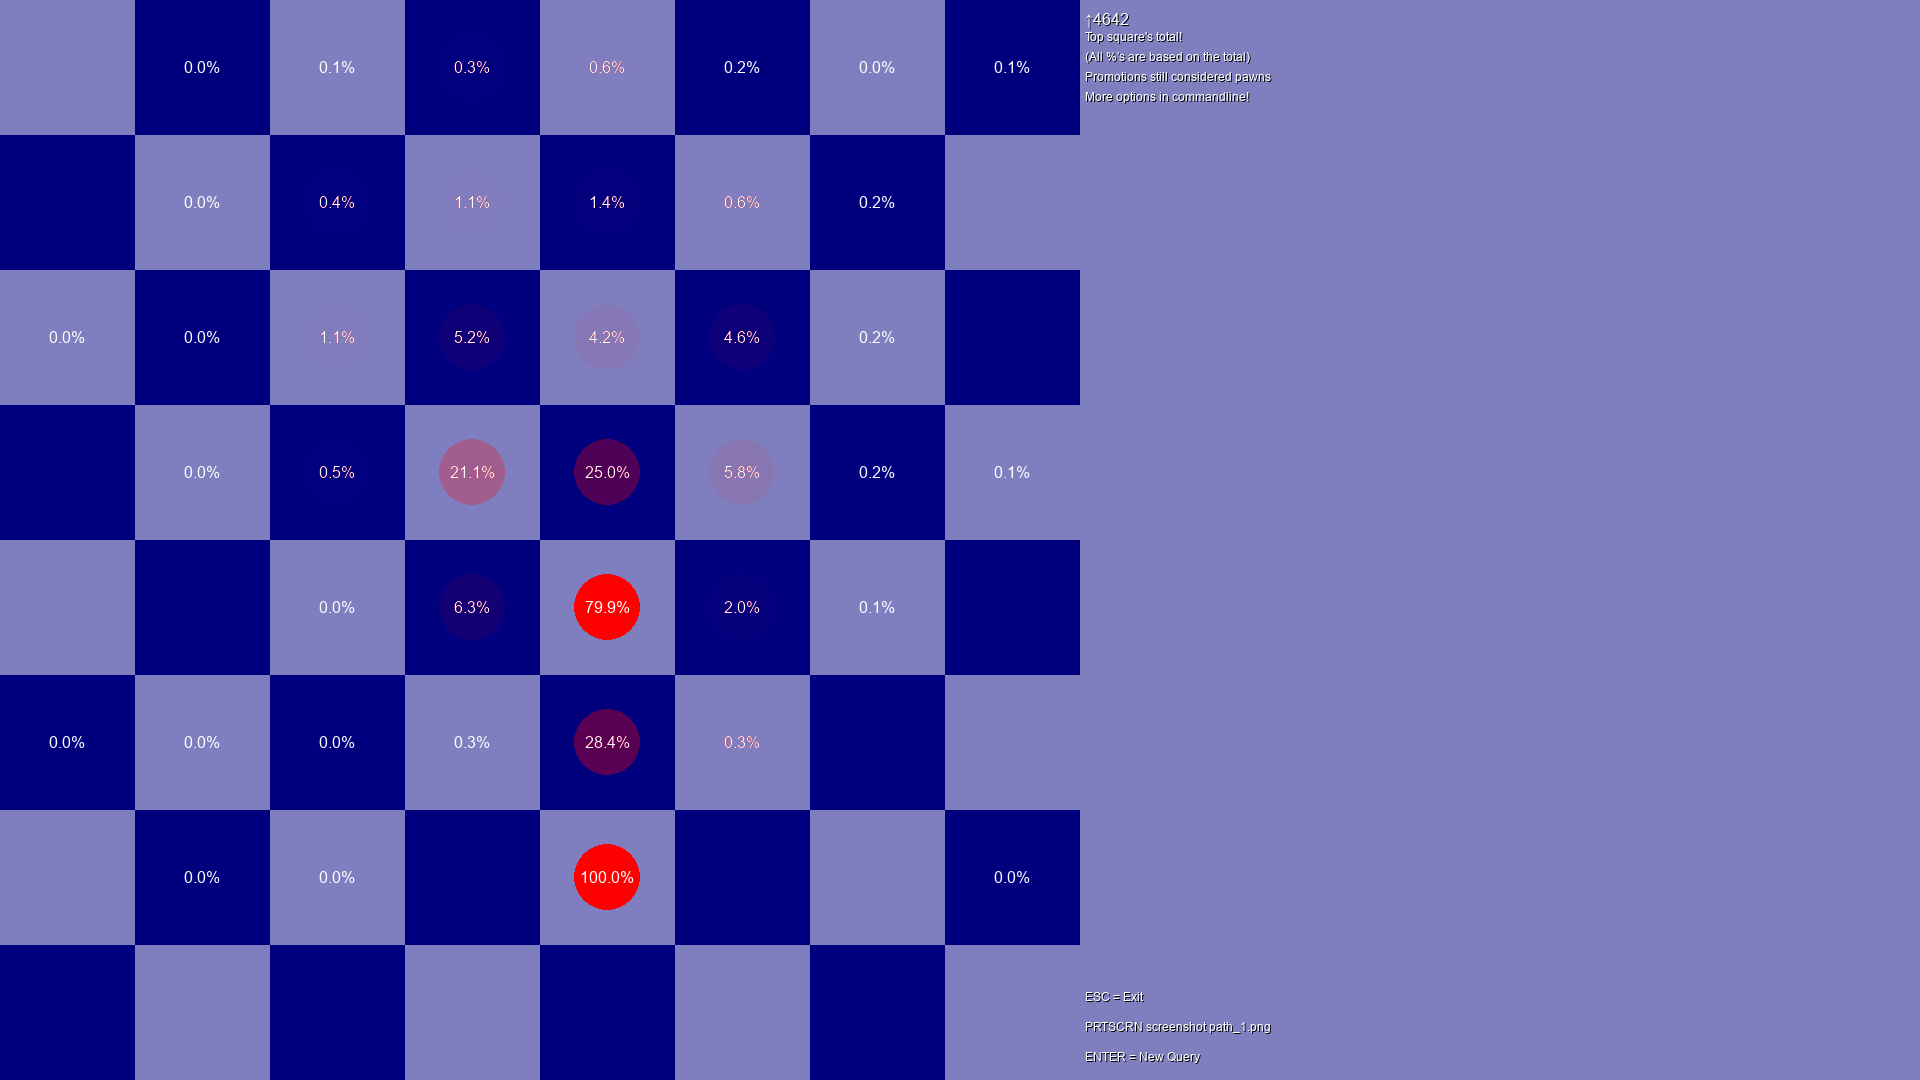 0.0% 0.1% 0.3% 0.6% 0.2% 0.0% 0.1%
↑4642
Top square's total!
(All %'s are based on the total)
Promotions still considered pawns
More options in commandline!
0.0% 0.4% 1.1% 1.4% 0.6% 0.2%
0.0% 0.0% 1.1% 5.2% 4.2% 4.6% 0.2%
0.0% 0.5% 21.1% 25.0% 5.8% 0.2% 0.1%
0.0% 6.3% 79.9% 2.0% 0.1%
0.0% 0.0% 0.0% 0.3% 28.4% 0.3%
0.0% 0.0% 100.0% 0.0%
ESC = Exit
PRTSCRN screenshot path_1.png
ENTER = New Query